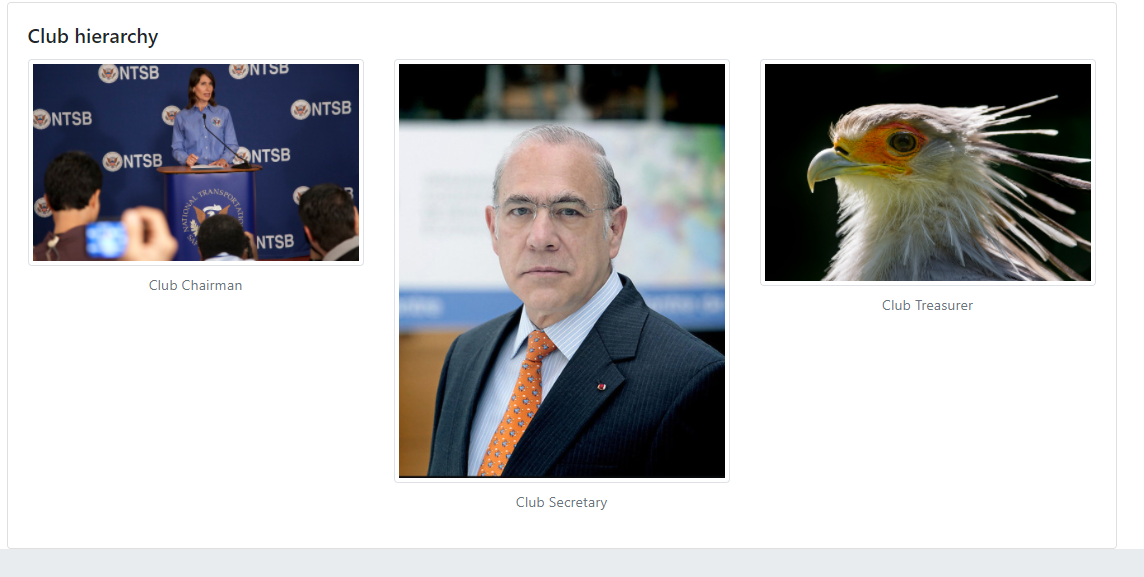 Club hierarchy
NTSB
NTSB
NTSB
NTSB
NTSB
NTSB
NTSB
NATIONAL TRANSPORTATION
Club Chairman
Club Secretary
Club Treasurer